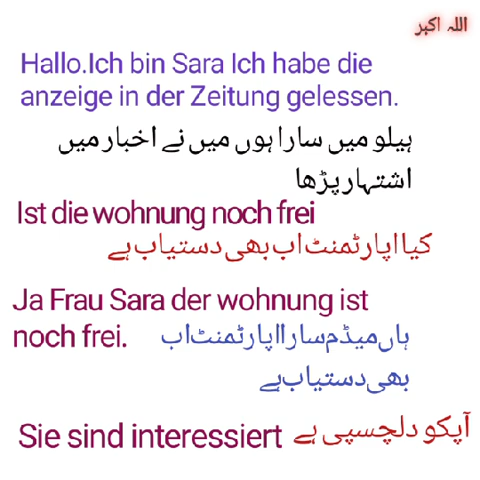 اللہ اکبر
Hallo.Ich bin Sara Ich habe die
anzeige in der Zeitung gelessen.
ہیلو میں سارا ہوں میں نے اخبار میں
اشتہار پڑھا
Ist die wohnung noch frei
کیا اپارٹمنٹ اب بھی دستیاب ہے
Ja Frau Sara der wohnung ist
noch frei. ہاں میڈم سارا اپارٹمنٹ اب
بھی دستیاب ہے
Sie sind interessiert آپکو دلچسپی ہے